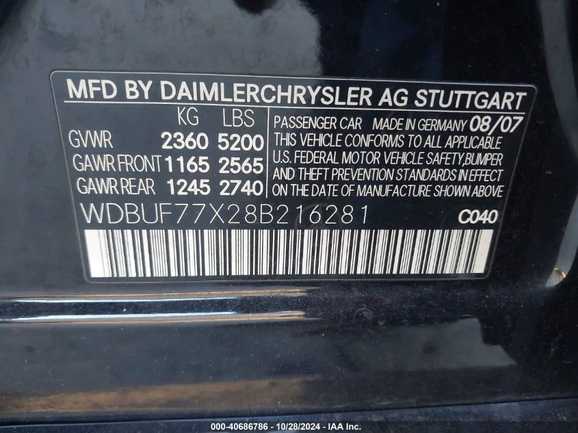 MFD BY DAIMLERCHRYSLER AG STUTTGART
KG LBS
GVWR 2360 5200
GAWR FRONT 1165 2565
GAWR REAR 1245 2740
PASSENGER CAR MADE IN GERMANY 08/07
THIS VEHICLE CONFORMS TO ALL APPLICABLE
U.S. FEDERAL MOTOR VEHICLE SAFETY, BUMPER
AND THEFT PREVENTION STANDARDS IN EFFECT
ON THE DATE OF MANUFACTURE SHOWN ABOVE.
WDBUF77X28B216281 C040
000-40686786 - 10/28/2024 - IAA Inc.